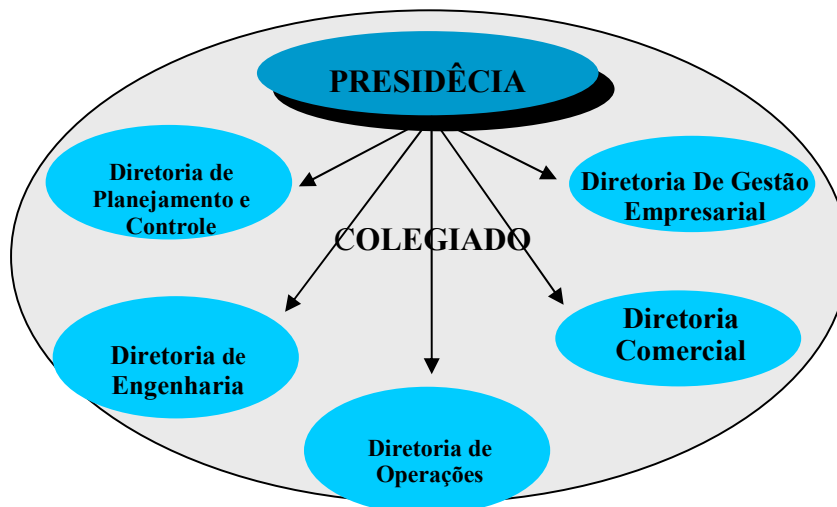 PRESIDÊCIA
Diretoria de
Planejamento e
Controle
Diretoria De Gestão
Empresarial
COLEGIADO
Diretoria de
Engenharia
Diretoria
Comercial
Diretoria de
Operações